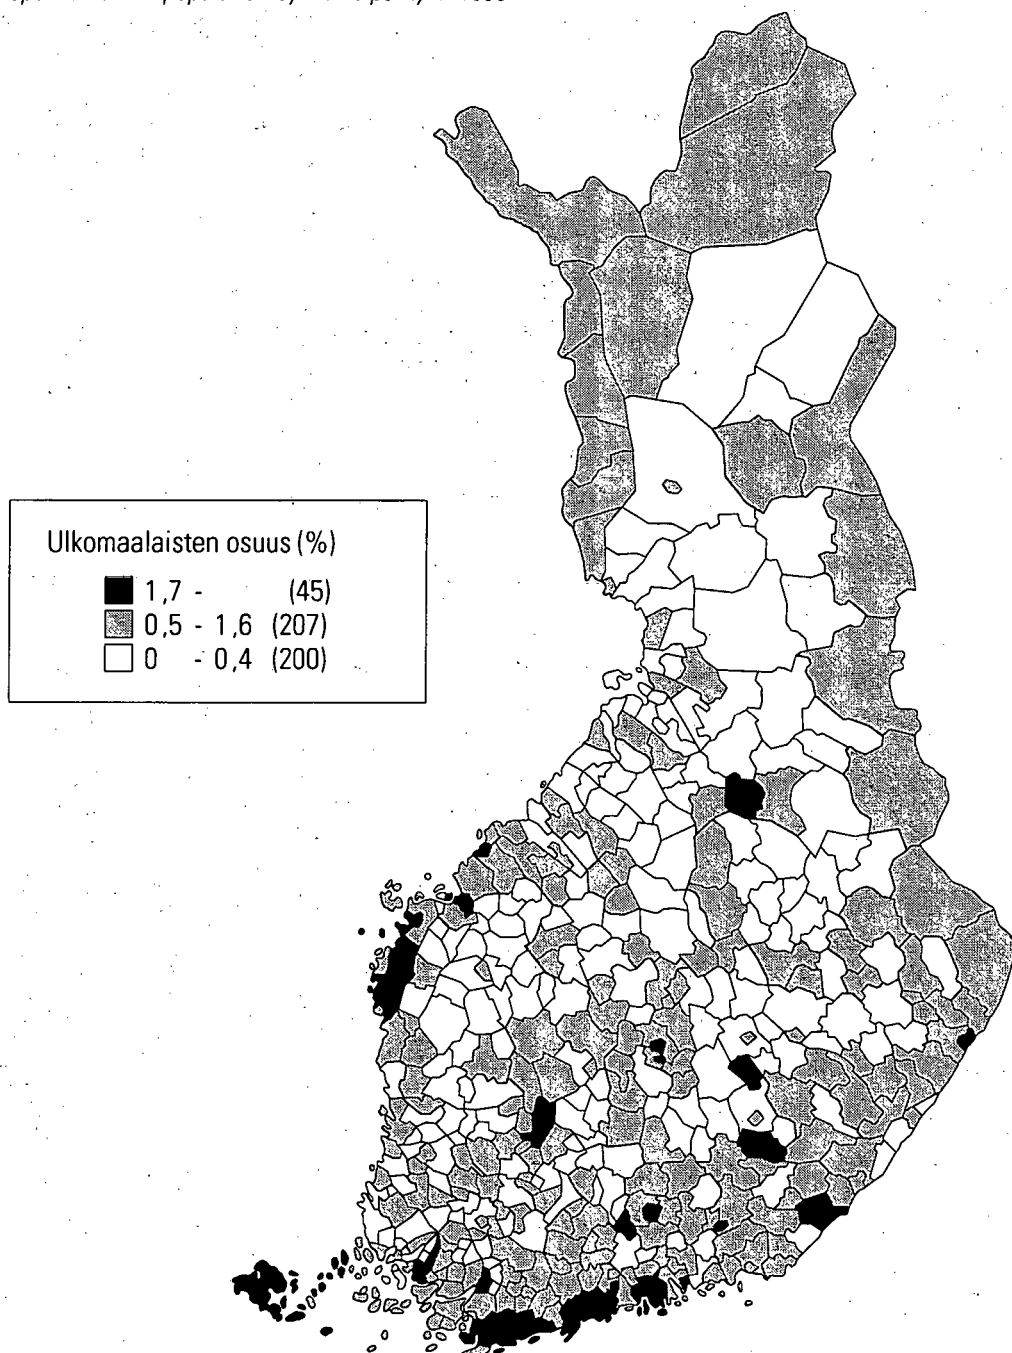 Ulkomaalaisten osuus (%)
1,7 - (45)
0,5 - 1,6 (207)
0 - 0,4 (200)